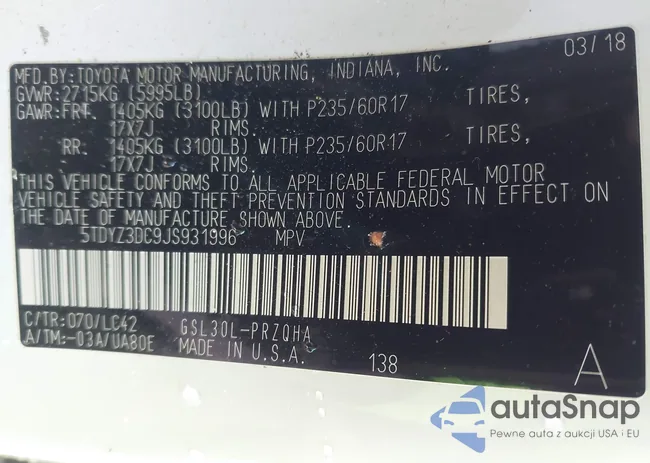 03/18
MFD.BY: TOYOTA MOTOR MANUFACTURING, INDIANA, INC.
GVWR: 2715KG (5995LB)
GAWR: FRT. 1405KG (3100LB) WITH P235/60R17 TIRES,
17X7J RIMS.
RR: 1405KG (3100LB) WITH P235/60R17 TIRES,
17X7J RIMS.
THIS VEHICLE CONFORMS TO ALL APPLICABLE FEDERAL MOTOR
VEHICLE SAFETY AND THEFT PREVENTION STANDARDS IN EFFECT ON
THE DATE OF MANUFACTURE SHOWN ABOVE.
5TDYZ3DC9JS931996 MPV
C/TR: 070/LC42 GSL30L-PRZQHA
A/TM: -03A/UA80E MADE IN U.S.A.
138
A
autaSnap
Pewne auta z aukcji USA i EU